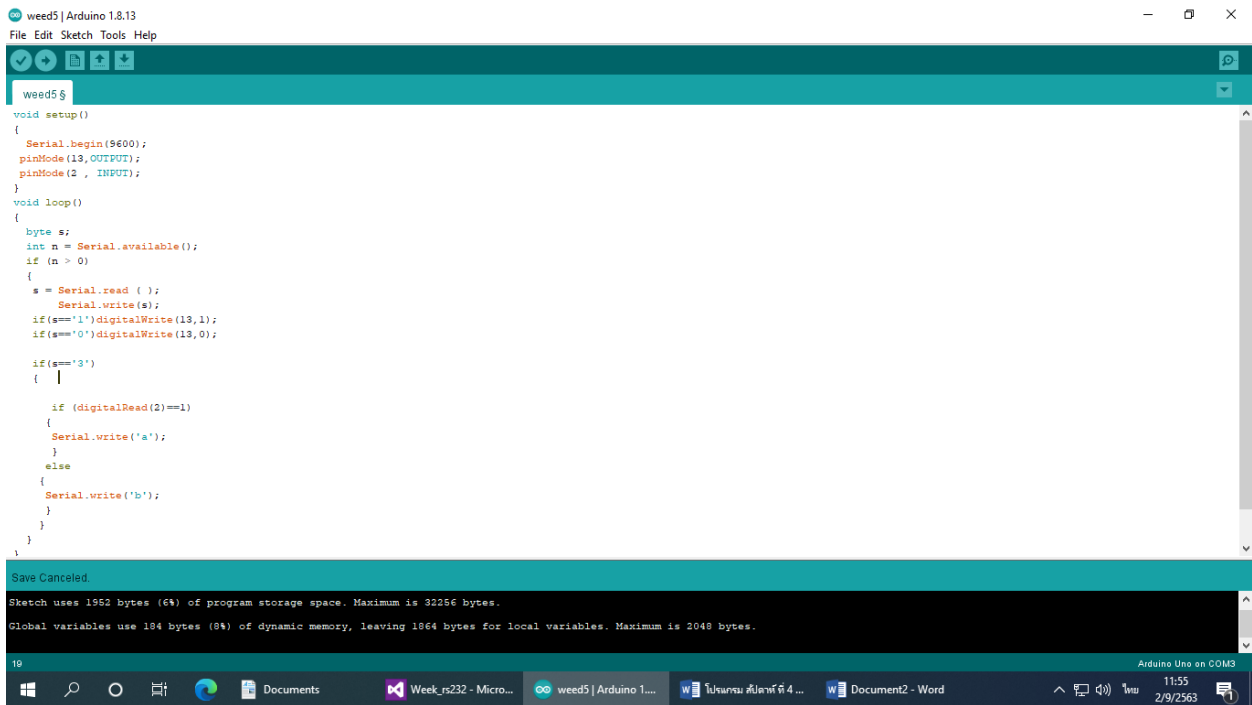 weed5 | Arduino 1.8.13
File Edit Sketch Tools Help
weed5 §
void setup()
{
Serial.begin(9600);
pinMode(13,OUTPUT);
pinMode(2 , INPUT);
}
void loop()
{
byte s;
int n = Serial.available();
if (n > 0)
{
s = Serial.read ( );
Serial.write(s);
if(s=='1')digitalWrite(13,1);
if(s=='0')digitalWrite(13,0);
if(s=='3')
{
if (digitalRead(2)==1)
{
Serial.write('a');
}
else
{
Serial.write('b');
}
}
}
}
Save Canceled.
Sketch uses 1952 bytes (6%) of program storage space. Maximum is 32256 bytes.
Global variables use 184 bytes (8%) of dynamic memory, leaving 1864 bytes for local variables. Maximum is 2048 bytes.
19 Arduino Uno on COM3
Documents Week_rs232 - Micro... weed5 | Arduino 1.... โปรแกรม สัปดาห์ ที่ 4 ... Document2 - Word ไทย 11:55
2/9/2563 1